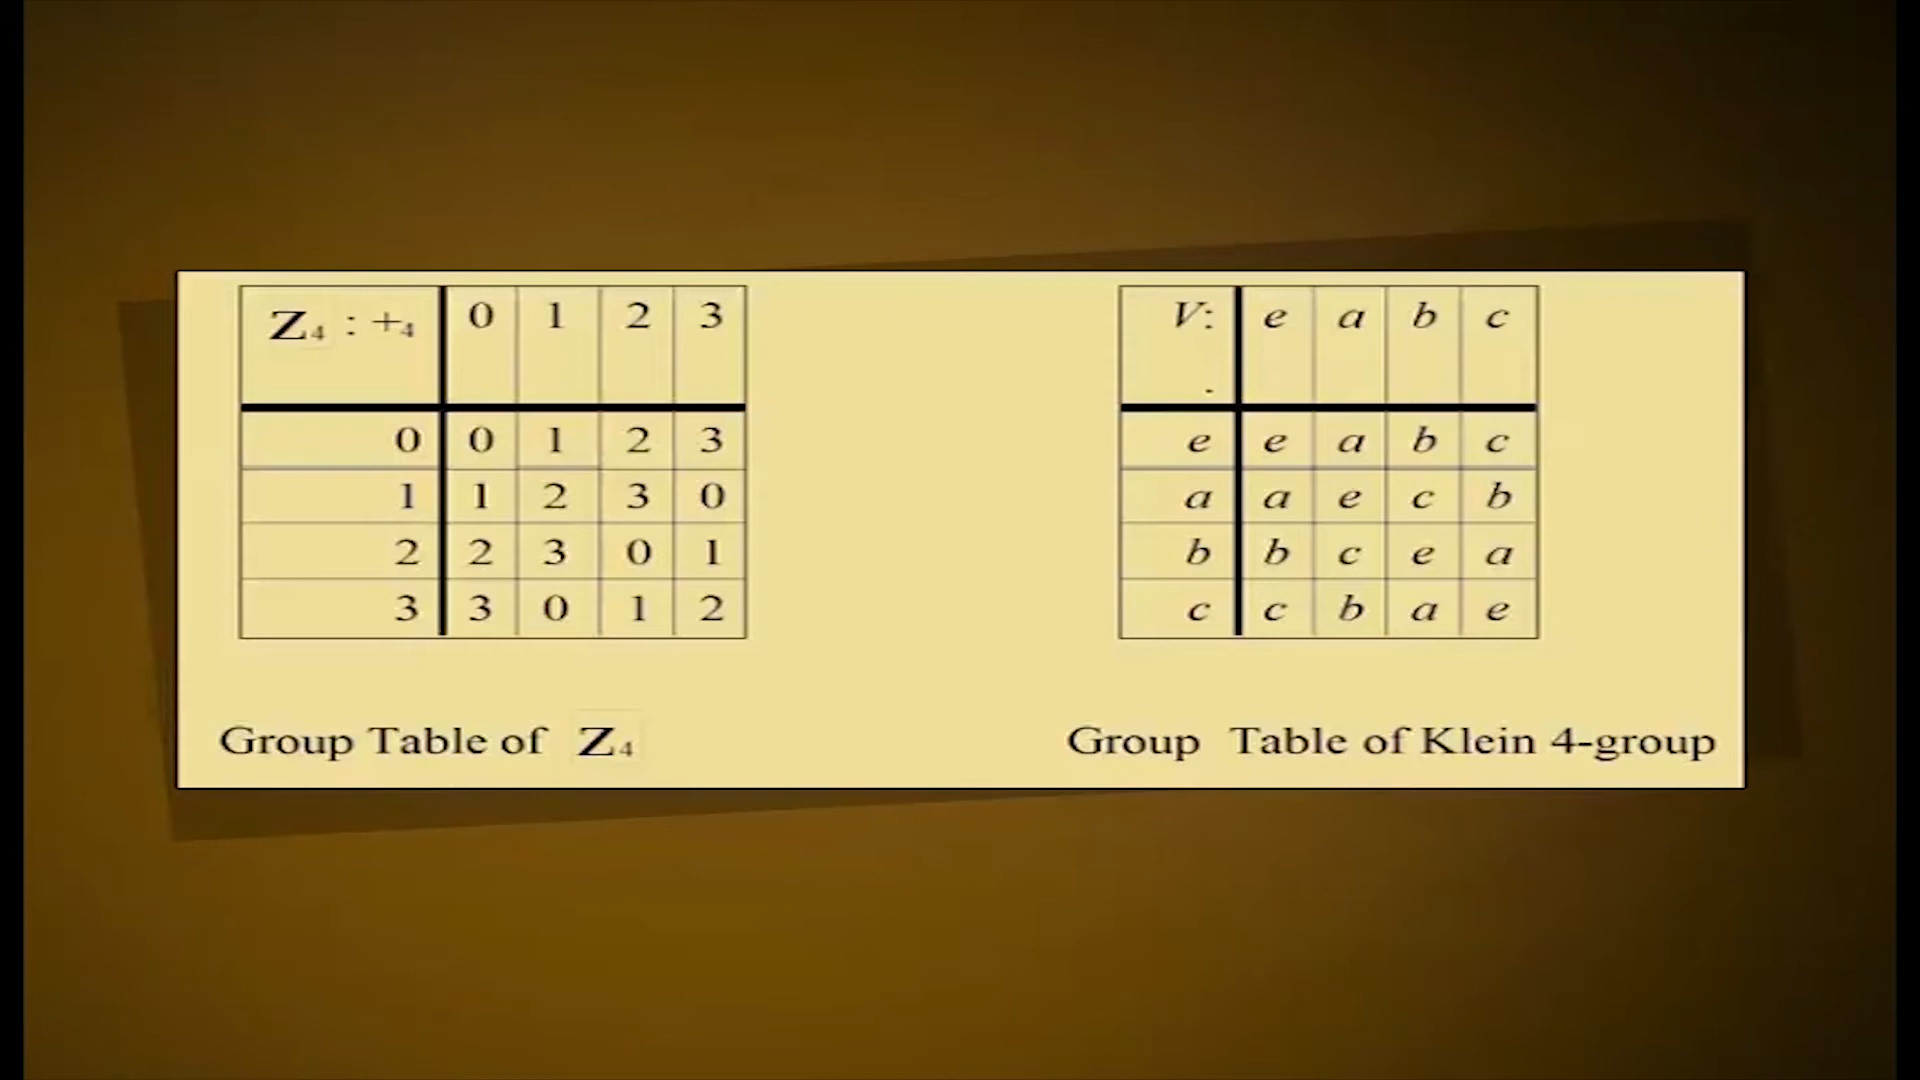 Z₄ : +₄ 0 1 2 3
0 0 1 2 3
1 1 2 3 0
2 2 3 0 1
3 3 0 1 2
Group Table of Z₄
V: e a b c
.
e e a b c
a a e c b
b b c e a
c c b a e
Group Table of Klein 4-group